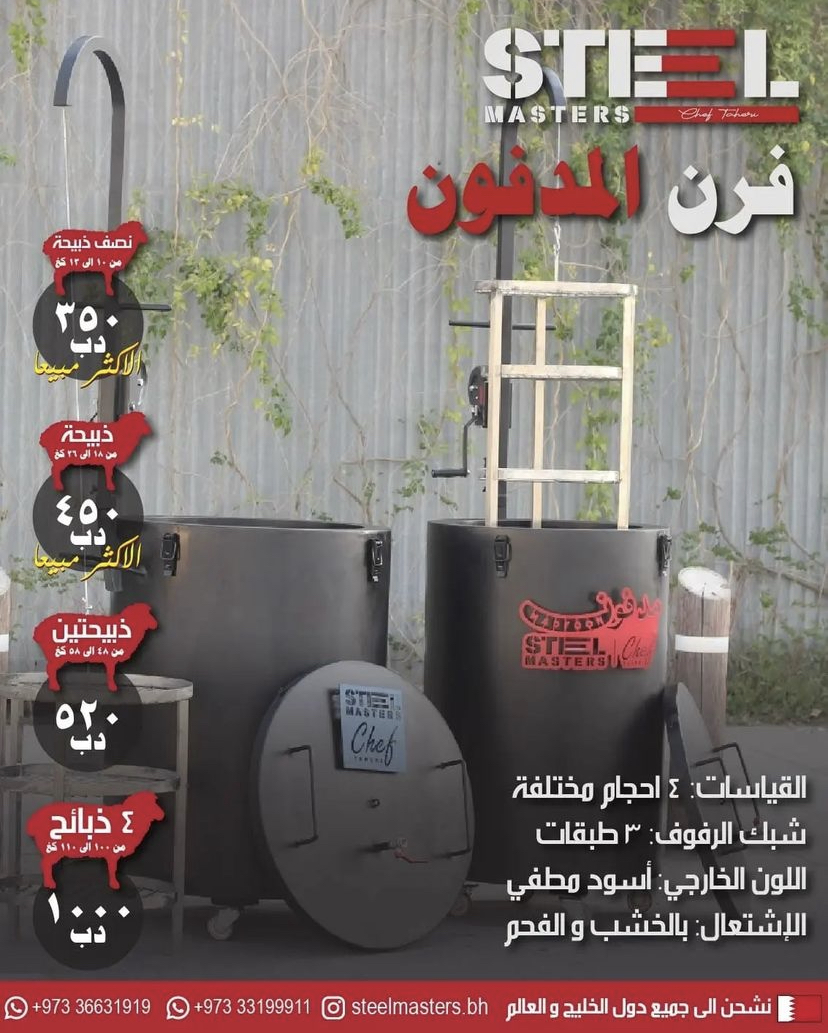 STEEL
MASTERS Chef Taheri
فرن المدفون
نصف ذبيحة
من ١٠ الى ١٣ كغ
٣٥٠
دب
الاكثر مبيعا
ذبيحة
من ١٨ الى ٢٦ كغ
٤٥٠
دب
الاكثر مبيعا
ذبيحتين
من ٤٨ الى ٥٨ كغ
٥٢٠
دب
٤ ذبائح
من ١٠٠ الى ١١٠ كغ
١٠٠٠
دب
مدفون
STEEL
MASTERS
Chef
STEEL
MASTERS
Chef
TAHERI
القياسات: ٤ احجام مختلفة
شبك الرفوف: ٣ طبقات
اللون الخارجي: أسود مطفي
الإشتعال: بالخشب و الفحم
نشحن الى جميع دول الخليج و العالم
steelmasters.bh
+973 33199911
+973 36631919